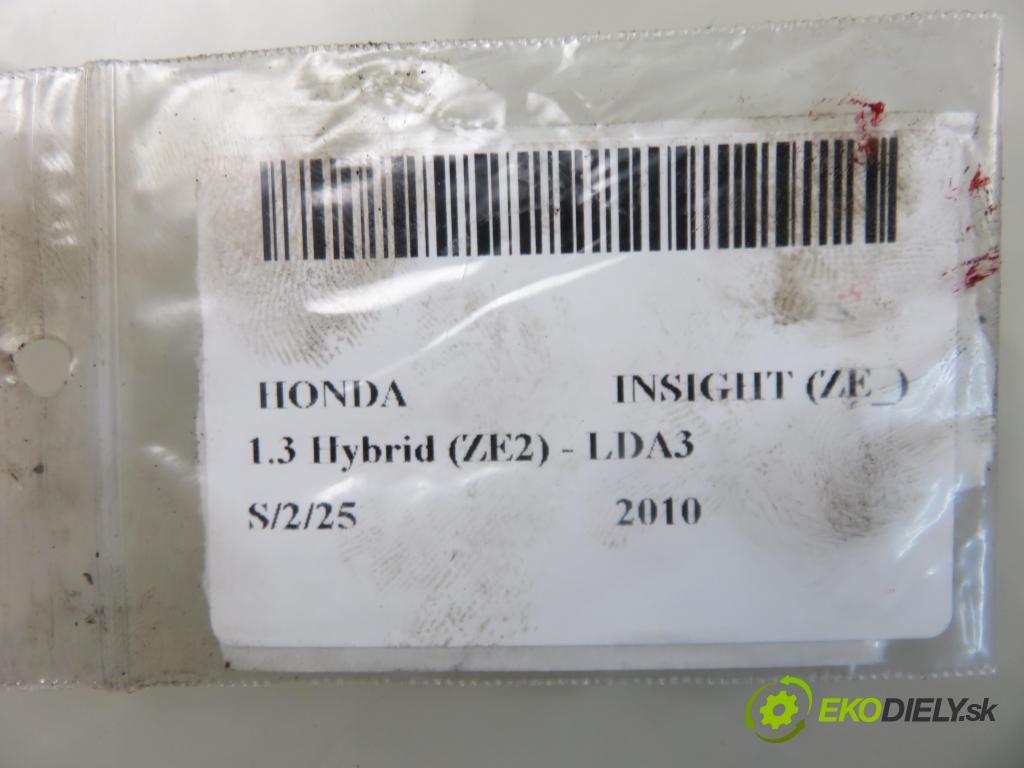 HONDA INSIGHT (ZE_)
1.3 Hybrid (ZE2) - LDA3
S/2/25 2010
EKODIELY.sk